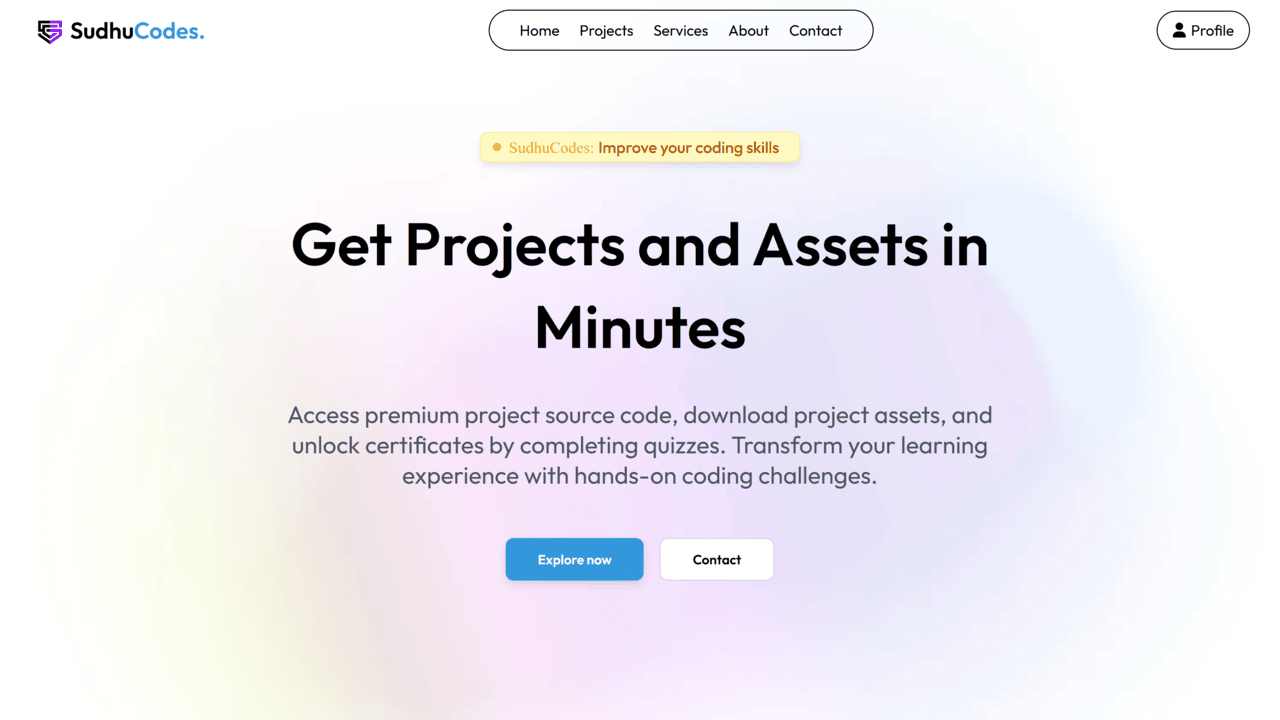 SudhuCodes.
Home Projects Services About Contact
Profile
SudhuCodes: Improve your coding skills
Get Projects and Assets in
Minutes
Access premium project source code, download project assets, and
unlock certificates by completing quizzes. Transform your learning
experience with hands-on coding challenges.
Explore now
Contact